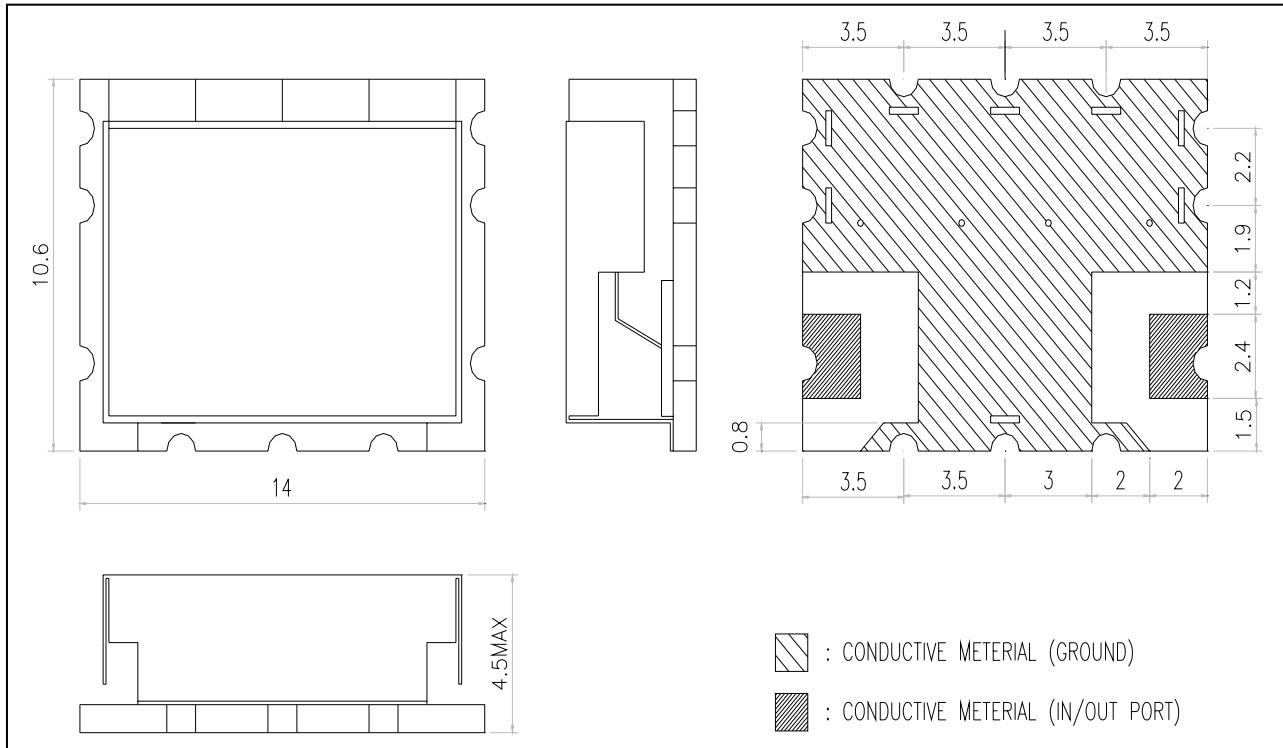 3.5 3.5 3.5 3.5
10.6
2.2
1.9
1.2
2.4
1.5
0.8
14
3.5 3.5 3 2 2
4.5MAX
: CONDUCTIVE METERIAL (GROUND)
: CONDUCTIVE METERIAL (IN/OUT PORT)